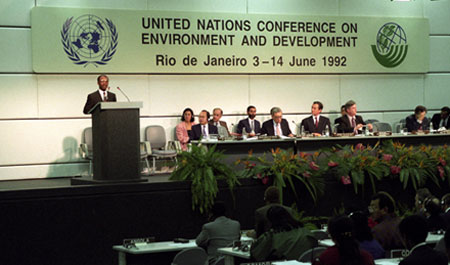 UNITED NATIONS CONFERENCE ON
ENVIRONMENT AND DEVELOPMENT
Rio de Janeiro 3–14 June 1992